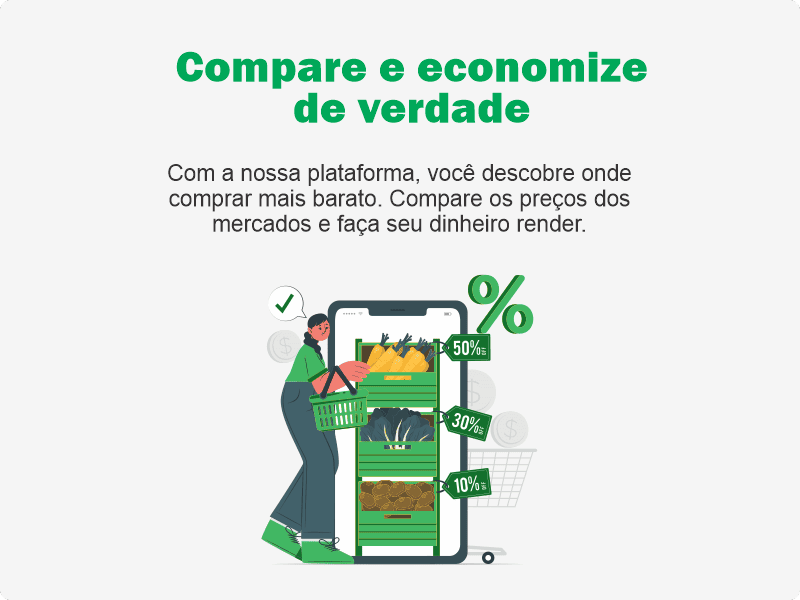 Compare e economize
de verdade
Com a nossa plataforma, você descobre onde
comprar mais barato. Compare os preços dos
mercados e faça seu dinheiro render.
%
50%
30%
10%
$
$
$